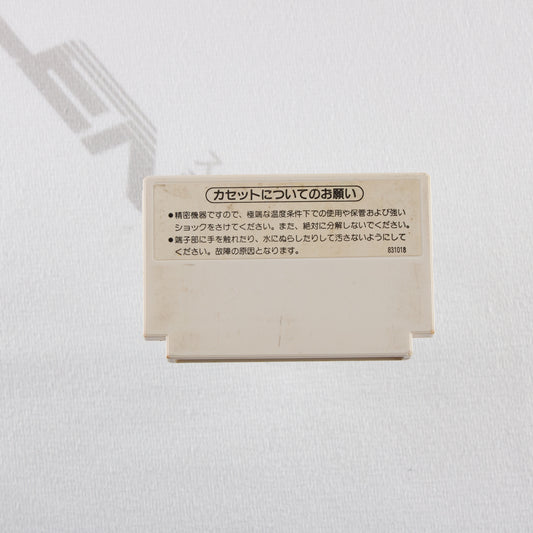 カセットについてのお願い
●精密機器ですので、極端な温度条件下での使用や保管および強い
ショックをさけてください。また、絶対に分解しないでください。
●端子部に手を触れたり、水にぬらしたりして汚さないようにして
ください。故障の原因となります。
831018